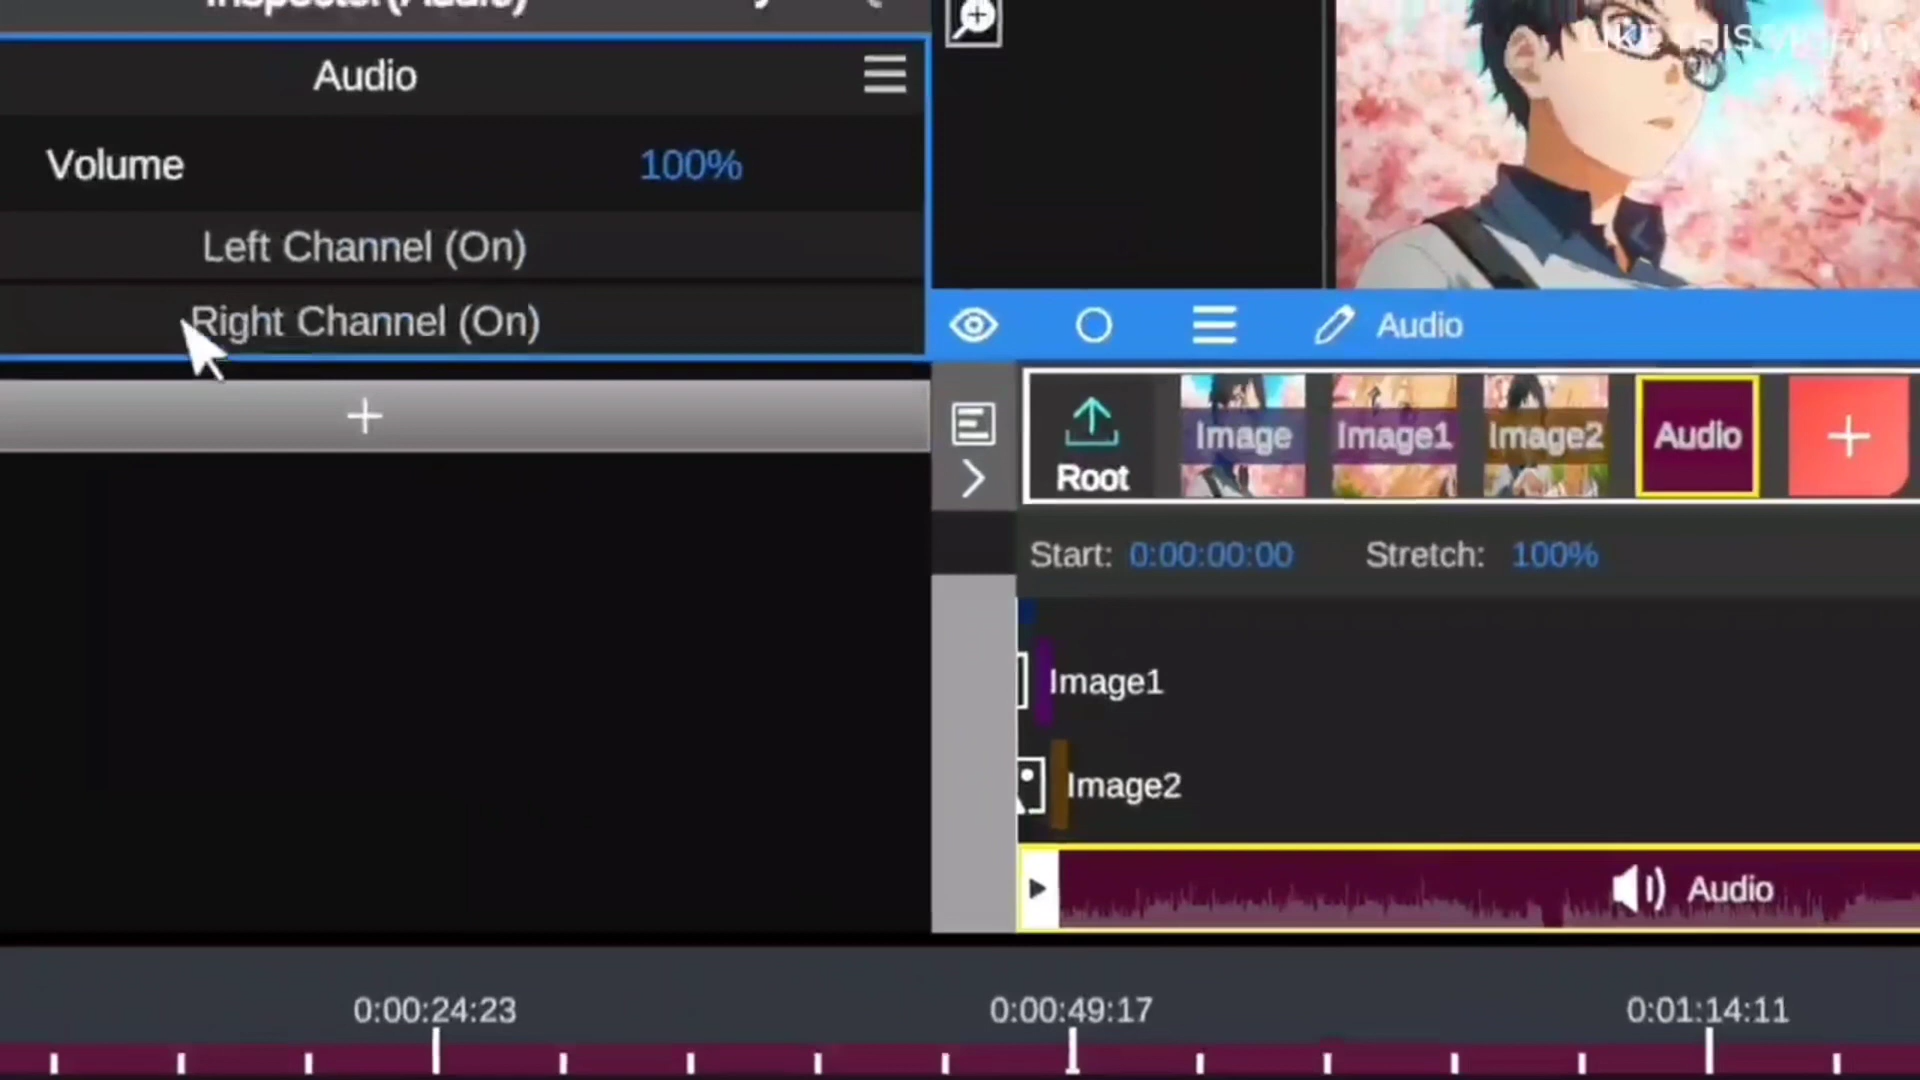 Inspector(Audio)
Audio
Volume 100%
Left Channel (On)
Right Channel (On)
LIKE THIS
Audio
Root
Image
Image1
Image2
Audio
Start: 0:00:00:00 Stretch: 100%
Image1
Image2
Audio
0:00:24:23 0:00:49:17 0:01:14:11